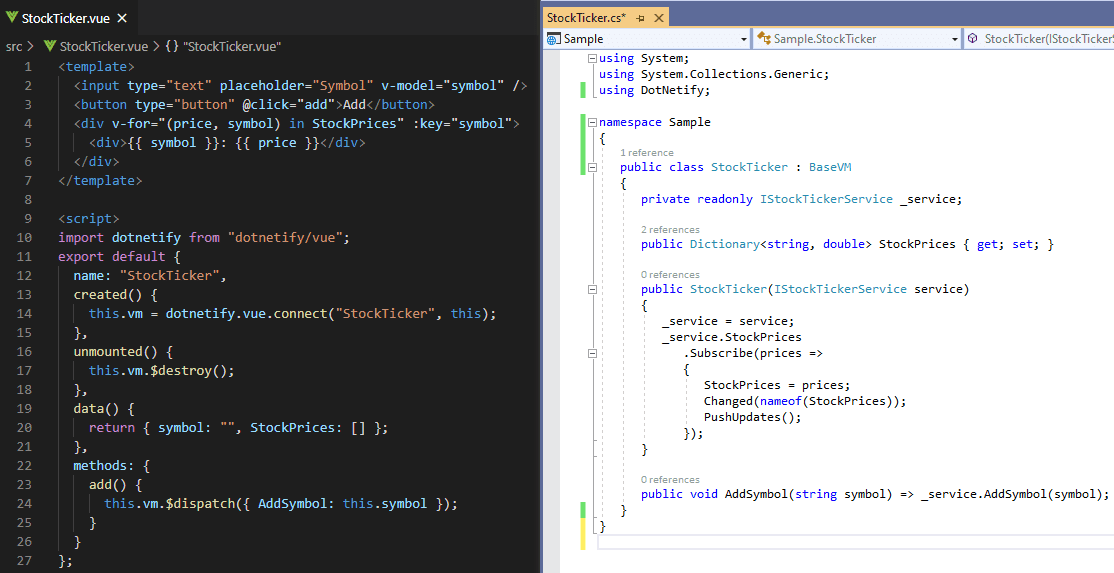 StockTicker.vue ×
src > StockTicker.vue > {} "StockTicker.vue"
1 <template>
2 <input type="text" placeholder="Symbol" v-model="symbol" />
3 <button type="button" @click="add">Add</button>
4 <div v-for="(price, symbol) in StockPrices" :key="symbol">
5 <div>{{ symbol }}: {{ price }}</div>
6 </div>
7 </template>
8
9 <script>
10 import dotnetify from "dotnetify/vue";
11 export default {
12 name: "StockTicker",
13 created() {
14 this.vm = dotnetify.vue.connect("StockTicker", this);
15 },
16 unmounted() {
17 this.vm.$destroy();
18 },
19 data() {
20 return { symbol: "", StockPrices: [] };
21 },
22 methods: {
23 add() {
24 this.vm.$dispatch({ AddSymbol: this.symbol });
25 }
26 }
27 };
StockTicker.cs*
Sample
Sample.StockTicker
StockTicker(IStockTickerS
using System;
using System.Collections.Generic;
using DotNetify;
namespace Sample
{
1 reference
public class StockTicker : BaseVM
{
private readonly IStockTickerService _service;
2 references
public Dictionary<string, double> StockPrices { get; set; }
0 references
public StockTicker(IStockTickerService service)
{
_service = service;
_service.StockPrices
.Subscribe(prices =>
{
StockPrices = prices;
Changed(nameof(StockPrices));
PushUpdates();
});
}
0 references
public void AddSymbol(string symbol) => _service.AddSymbol(symbol);
}
}